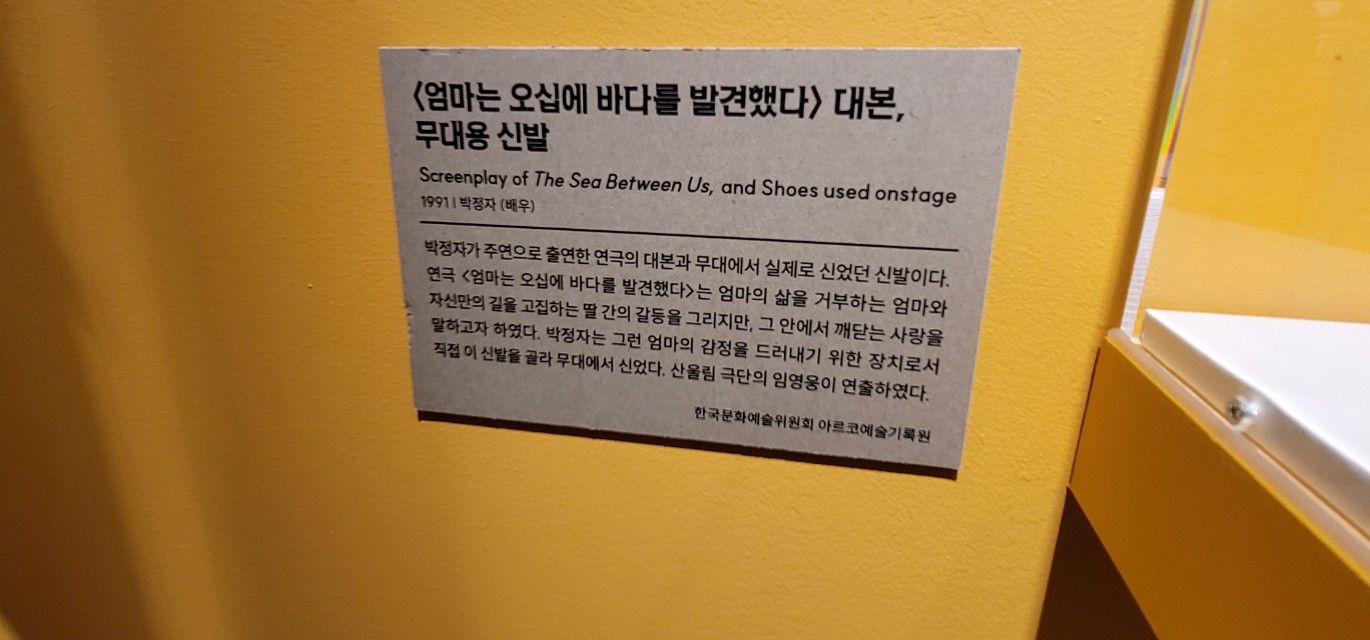 〈엄마는 오십에 바다를 발견했다〉 대본,
무대용 신발
Screenplay of The Sea Between Us, and Shoes used onstage
1991 | 박정자 (배우)
박정자가 주연으로 출연한 연극의 대본과 무대에서 실제로 신었던 신발이다.
연극 〈엄마는 오십에 바다를 발견했다〉는 엄마의 삶을 거부하는 엄마와
자신만의 길을 고집하는 딸 간의 갈등을 그리지만, 그 안에서 깨닫는 사랑을
말하고자 하였다. 박정자는 그런 엄마의 감정을 드러내기 위한 장치로서
직접 이 신발을 골라 무대에서 신었다. 산울림 극단의 임영웅이 연출하였다.
한국문화예술위원회 아르코예술기록원